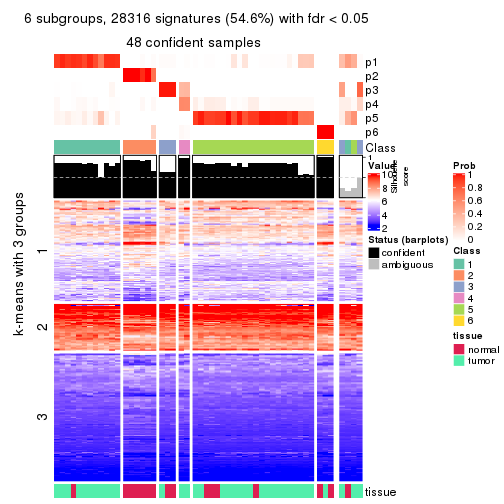 6 subgroups, 28316 signatures (54.6%) with fdr < 0.05
48 confident samples
p1
p2
p3
p4
p5
p6
Class
1
Silhouette
score
k-means with 3 groups
1
2
3
tissue
Value
10
8
6
4
2
Status (barplots)
confident
ambiguous
Prob
1
0.8
0.6
0.4
0.2
0
Class
1
2
3
4
5
6
tissue
normal
tumor